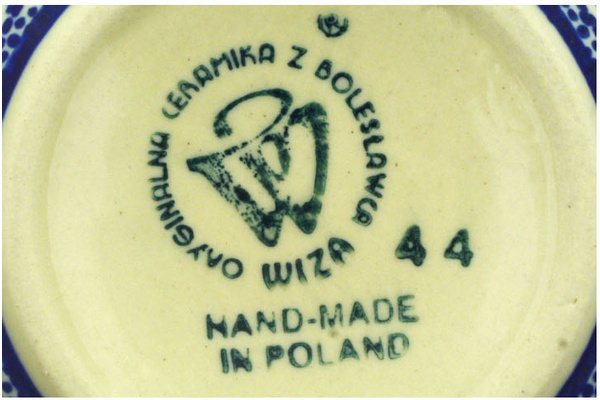 ®
ORYGINALNA CERAMIKA Z BOLESŁAWCA
WIZA
44
HAND-MADE
IN POLAND